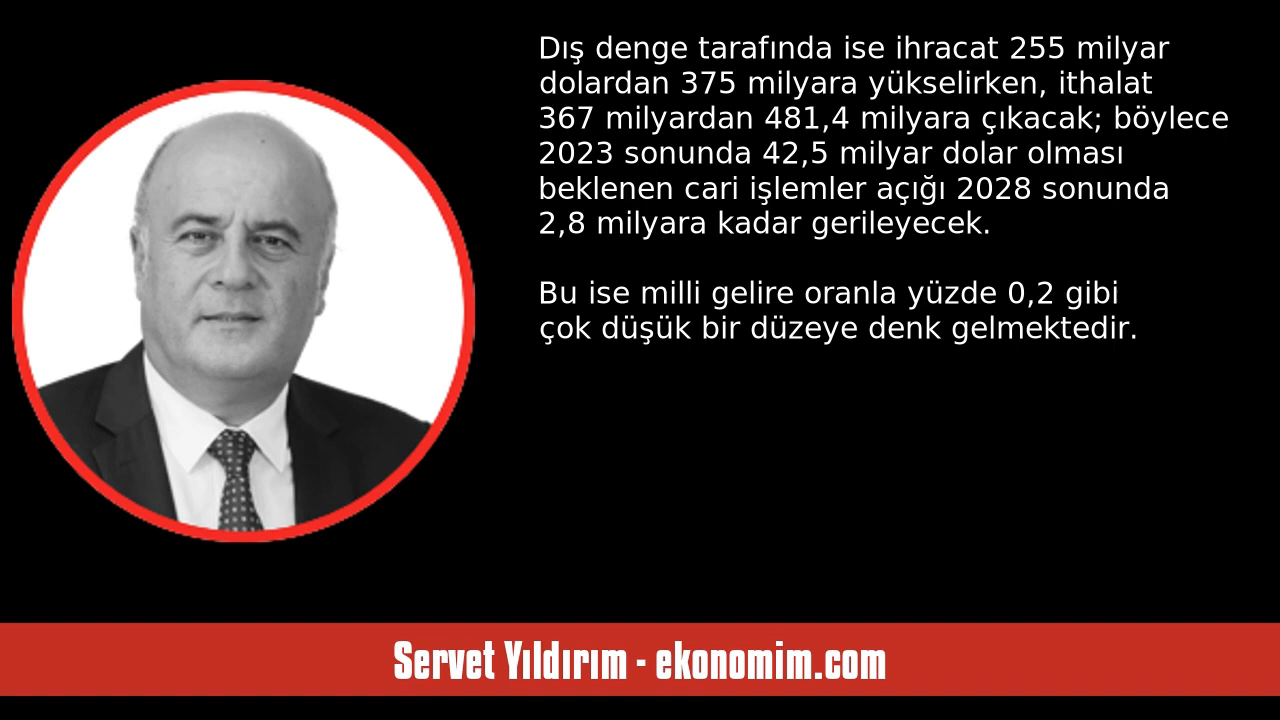 Dış denge tarafında ise ihracat 255 milyar
dolardan 375 milyara yükselirken, ithalat
367 milyardan 481,4 milyara çıkacak; böylece
2023 sonunda 42,5 milyar dolar olması
beklenen cari işlemler açığı 2028 sonunda
2,8 milyara kadar gerileyecek.
Bu ise milli gelire oranla yüzde 0,2 gibi
çok düşük bir düzeye denk gelmektedir.
Servet Yıldırım - ekonomim.com